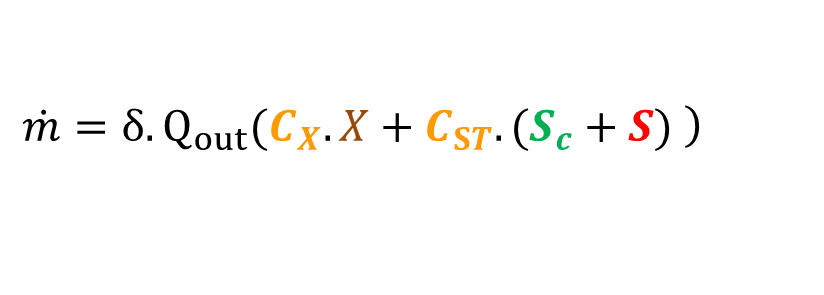 ṁ = δ. Q_out(C_X. X + C_ST. (S_c + S) )